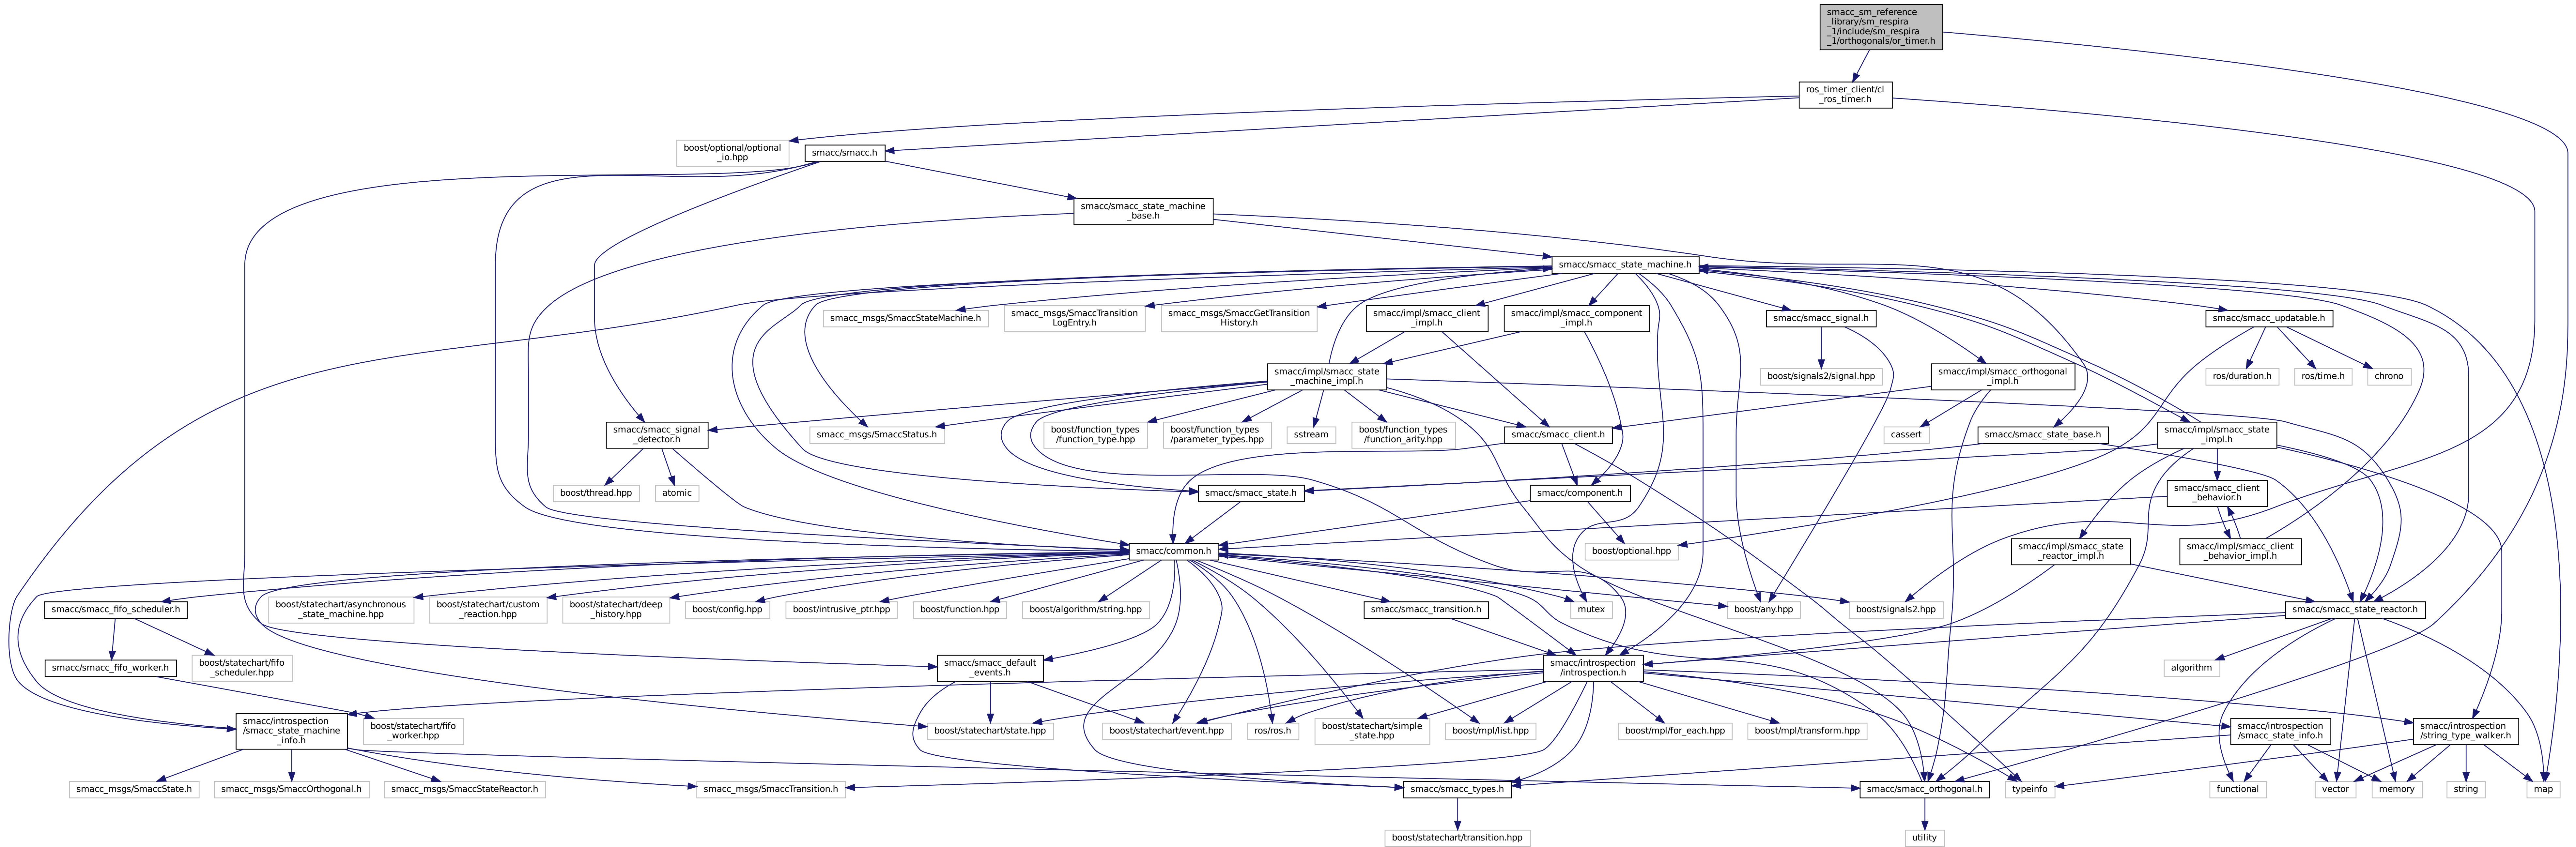 smacc_sm_reference
_library/sm_respira
_1/include/sm_respira
_1/orthogonals/or_timer.h
ros_timer_client/cl
_ros_timer.h
boost/optional/optional
_io.hpp
smacc/smacc.h
smacc/smacc_state_machine
_base.h
smacc/smacc_state_machine.h
smacc_msgs/SmaccStateMachine.h
smacc_msgs/SmaccTransition
LogEntry.h
smacc_msgs/SmaccGetTransition
History.h
smacc/impl/smacc_client
_impl.h
smacc/impl/smacc_component
_impl.h
smacc/smacc_signal.h
smacc/smacc_updatable.h
smacc/impl/smacc_state
_machine_impl.h
boost/signals2/signal.hpp
smacc/impl/smacc_orthogonal
_impl.h
ros/duration.h
ros/time.h
chrono
smacc/smacc_signal
_detector.h
smacc_msgs/SmaccStatus.h
boost/function_types
/function_type.hpp
boost/function_types
/parameter_types.hpp
sstream
boost/function_types
/function_arity.hpp
smacc/smacc_client.h
cassert
smacc/smacc_state_base.h
smacc/impl/smacc_state
_impl.h
boost/thread.hpp
atomic
smacc/smacc_state.h
smacc/component.h
smacc/smacc_client
_behavior.h
smacc/common.h
boost/optional.hpp
smacc/impl/smacc_state
_reactor_impl.h
smacc/impl/smacc_client
_behavior_impl.h
smacc/smacc_fifo_scheduler.h
boost/statechart/asynchronous
_state_machine.hpp
boost/statechart/custom
_reaction.hpp
boost/statechart/deep
_history.hpp
boost/config.hpp
boost/intrusive_ptr.hpp
boost/function.hpp
boost/algorithm/string.hpp
smacc/smacc_transition.h
mutex
boost/any.hpp
boost/signals2.hpp
smacc/smacc_state_reactor.h
smacc/smacc_fifo_worker.h
boost/statechart/fifo
_scheduler.hpp
smacc/smacc_default
_events.h
smacc/introspection
/introspection.h
algorithm
smacc/introspection
/smacc_state_machine
_info.h
boost/statechart/fifo
_worker.hpp
boost/statechart/state.hpp
boost/statechart/event.hpp
ros/ros.h
boost/statechart/simple
_state.hpp
boost/mpl/list.hpp
boost/mpl/for_each.hpp
boost/mpl/transform.hpp
smacc/introspection
/smacc_state_info.h
smacc/introspection
/string_type_walker.h
smacc_msgs/SmaccState.h
smacc_msgs/SmaccOrthogonal.h
smacc_msgs/SmaccStateReactor.h
smacc_msgs/SmaccTransition.h
smacc/smacc_types.h
smacc/smacc_orthogonal.h
typeinfo
functional
vector
memory
string
map
boost/statechart/transition.hpp
utility